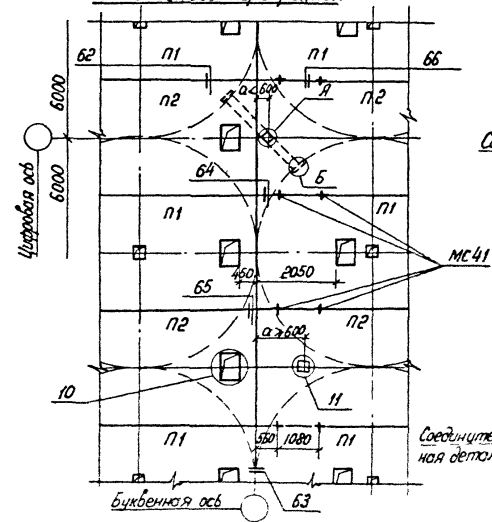 П1 П1
62 66
П2 а<600 Я П2
6000
Цифровая ось
6000
64 Б
П1 П1
МС41
450 2050
65
П2 а⩾600 П2
10 11
П1 550 1080 П1
Соедините
ная детал
63
Буквенная ось